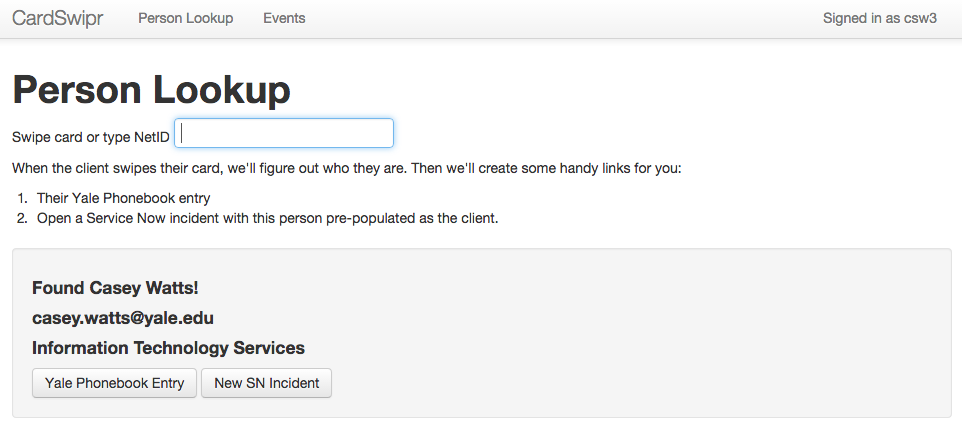 CardSwipr Person Lookup Events Signed in as csw3
Person Lookup
Swipe card or type NetID
When the client swipes their card, we'll figure out who they are. Then we'll create some handy links for you:
1. Their Yale Phonebook entry
2. Open a Service Now incident with this person pre-populated as the client.
Found Casey Watts!
casey.watts@yale.edu
Information Technology Services
Yale Phonebook Entry New SN Incident